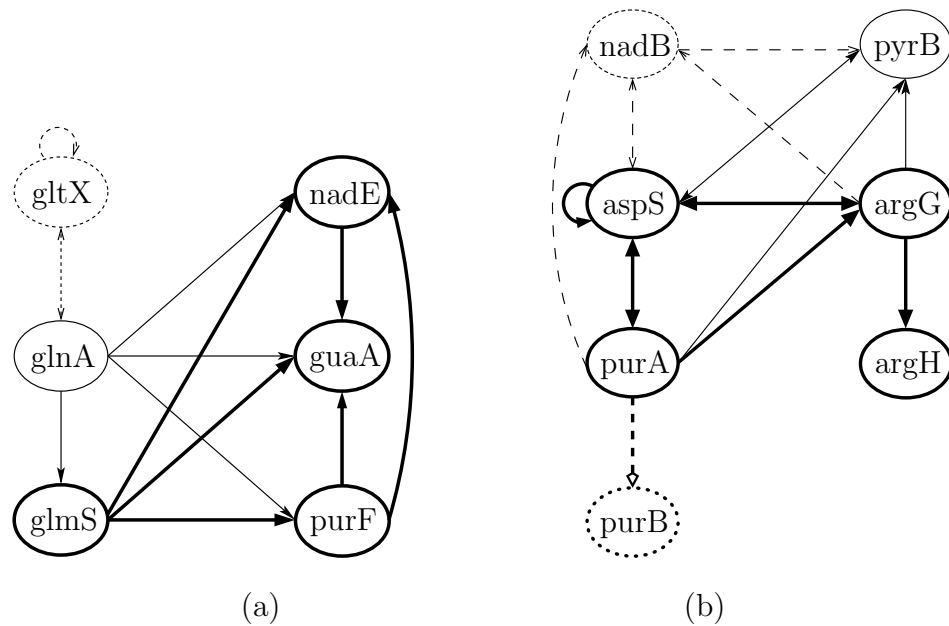 gltX
nadE
glnA
guaA
glmS
purF
(a)
nadB
pyrB
aspS
argG
purA
argH
purB
(b)